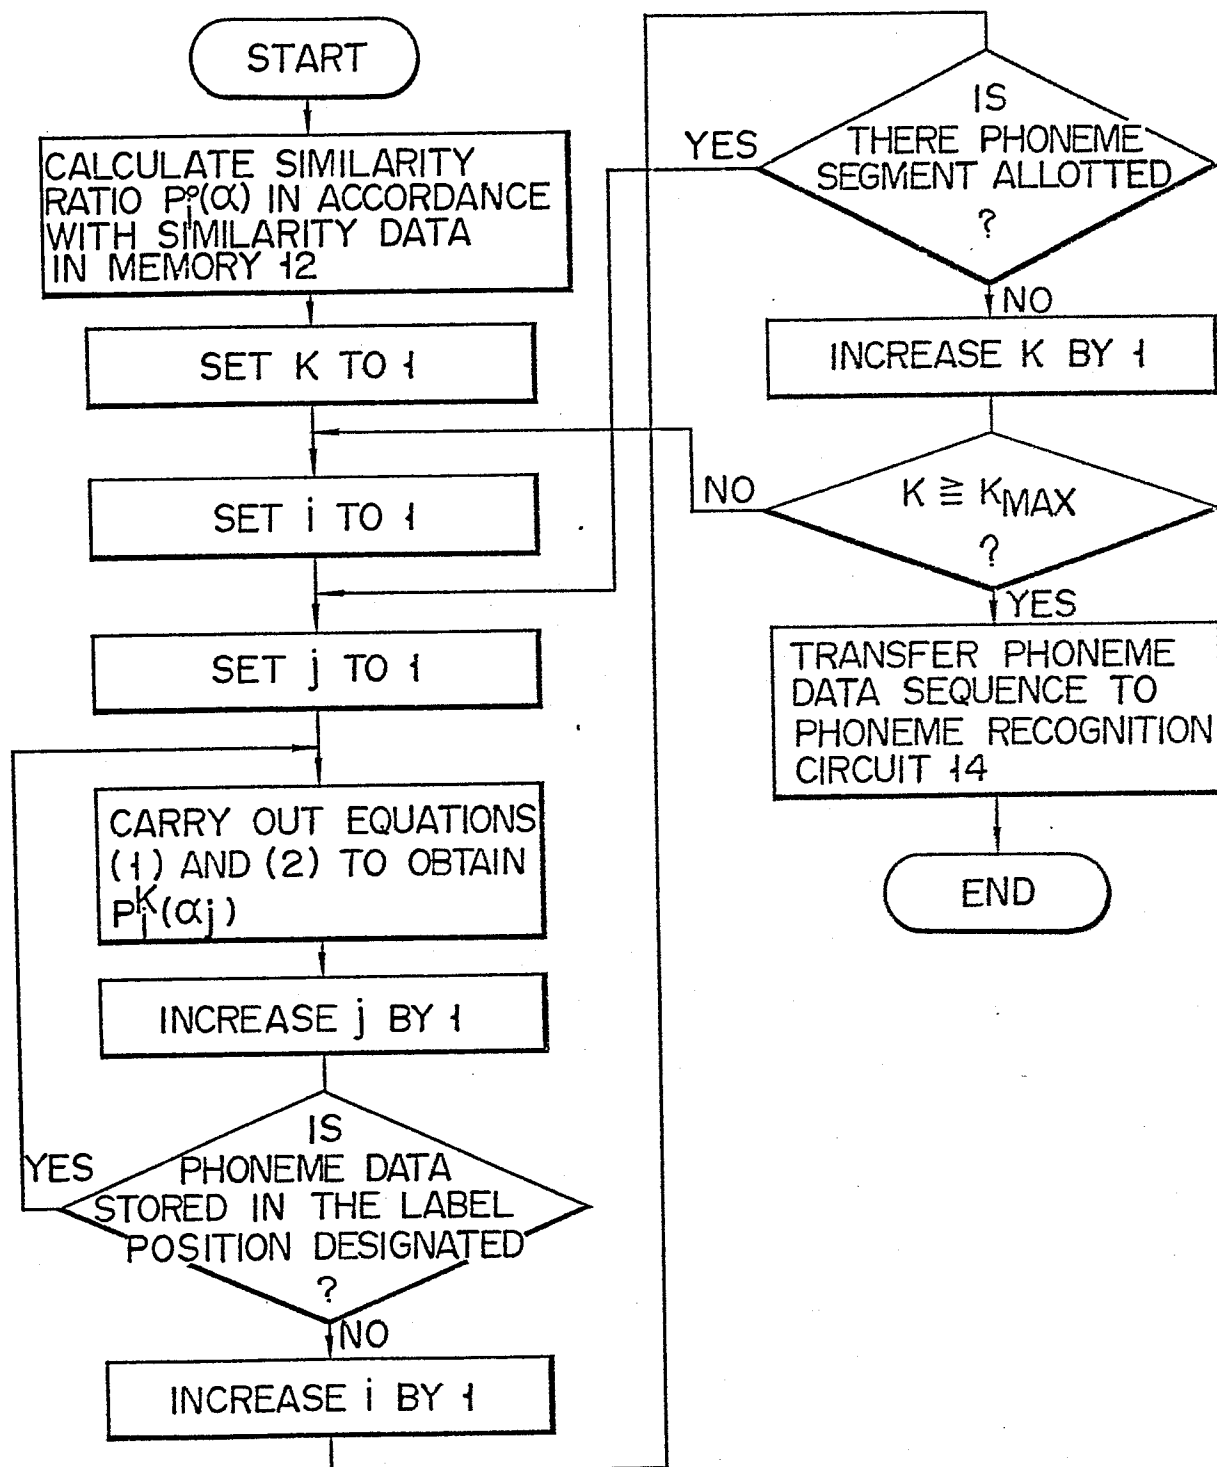 START
CALCULATE SIMILARITY
RATIO P⁰ᵢ(α) IN ACCORDANCE
WITH SIMILARITY DATA
IN MEMORY 12
SET K TO 1
SET i TO 1
SET j TO 1
CARRY OUT EQUATIONS
(1) AND (2) TO OBTAIN
Pᴷᵢ(αj)
INCREASE j BY 1
IS
PHONEME DATA
STORED IN THE LABEL
POSITION DESIGNATED
?
YES
NO
INCREASE i BY 1
IS
THERE PHONEME
SEGMENT ALLOTTED
?
YES
NO
INCREASE K BY 1
K ≧ KMAX
?
NO
YES
TRANSFER PHONEME
DATA SEQUENCE TO
PHONEME RECOGNITION
CIRCUIT 14
END